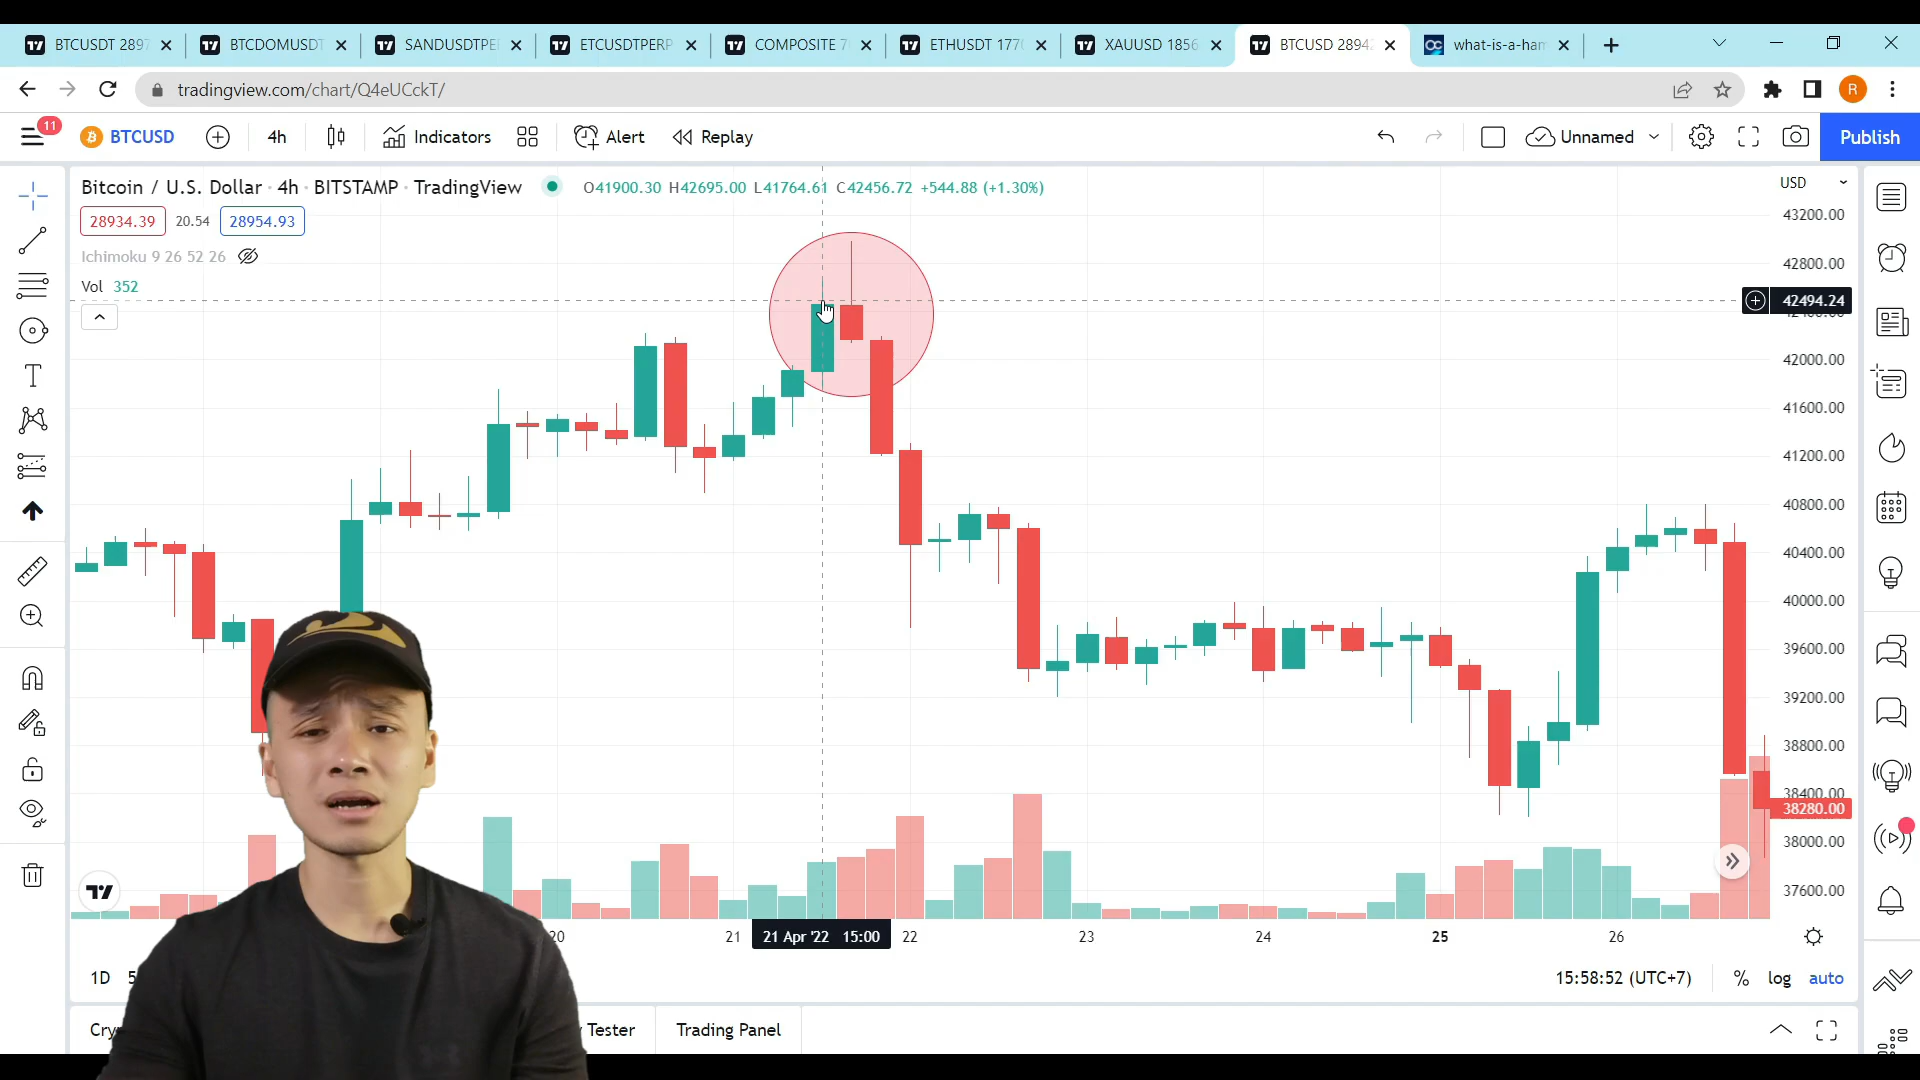 BTCUSDT 2897
BTCDOMUSDT
SANDUSDTPE
ETCUSDTPERP
COMPOSITE 7
ETHUSDT 1770
XAUUSD 1856
BTCUSD 28942
what-is-a-ham
tradingview.com/chart/Q4eUCckT/
R
11
BTCUSD
4h
Indicators
Alert
Replay
Unnamed
Publish
Bitcoin / U.S. Dollar · 4h · BITSTAMP · TradingView
O41900.30 H42695.00 L41764.61 C42456.72 +544.88 (+1.30%)
USD
28934.39
20.54
28954.93
Ichimoku 9 26 52 26
Vol 352
43200.00
42800.00
42494.24
42000.00
41600.00
41200.00
40800.00
40400.00
40000.00
39600.00
39200.00
38800.00
38400.00
38280.00
38000.00
37600.00
20
21
21 Apr '22 15:00
22
23
24
25
26
1D
15:58:52 (UTC+7)
%
log
auto
Tester
Trading Panel